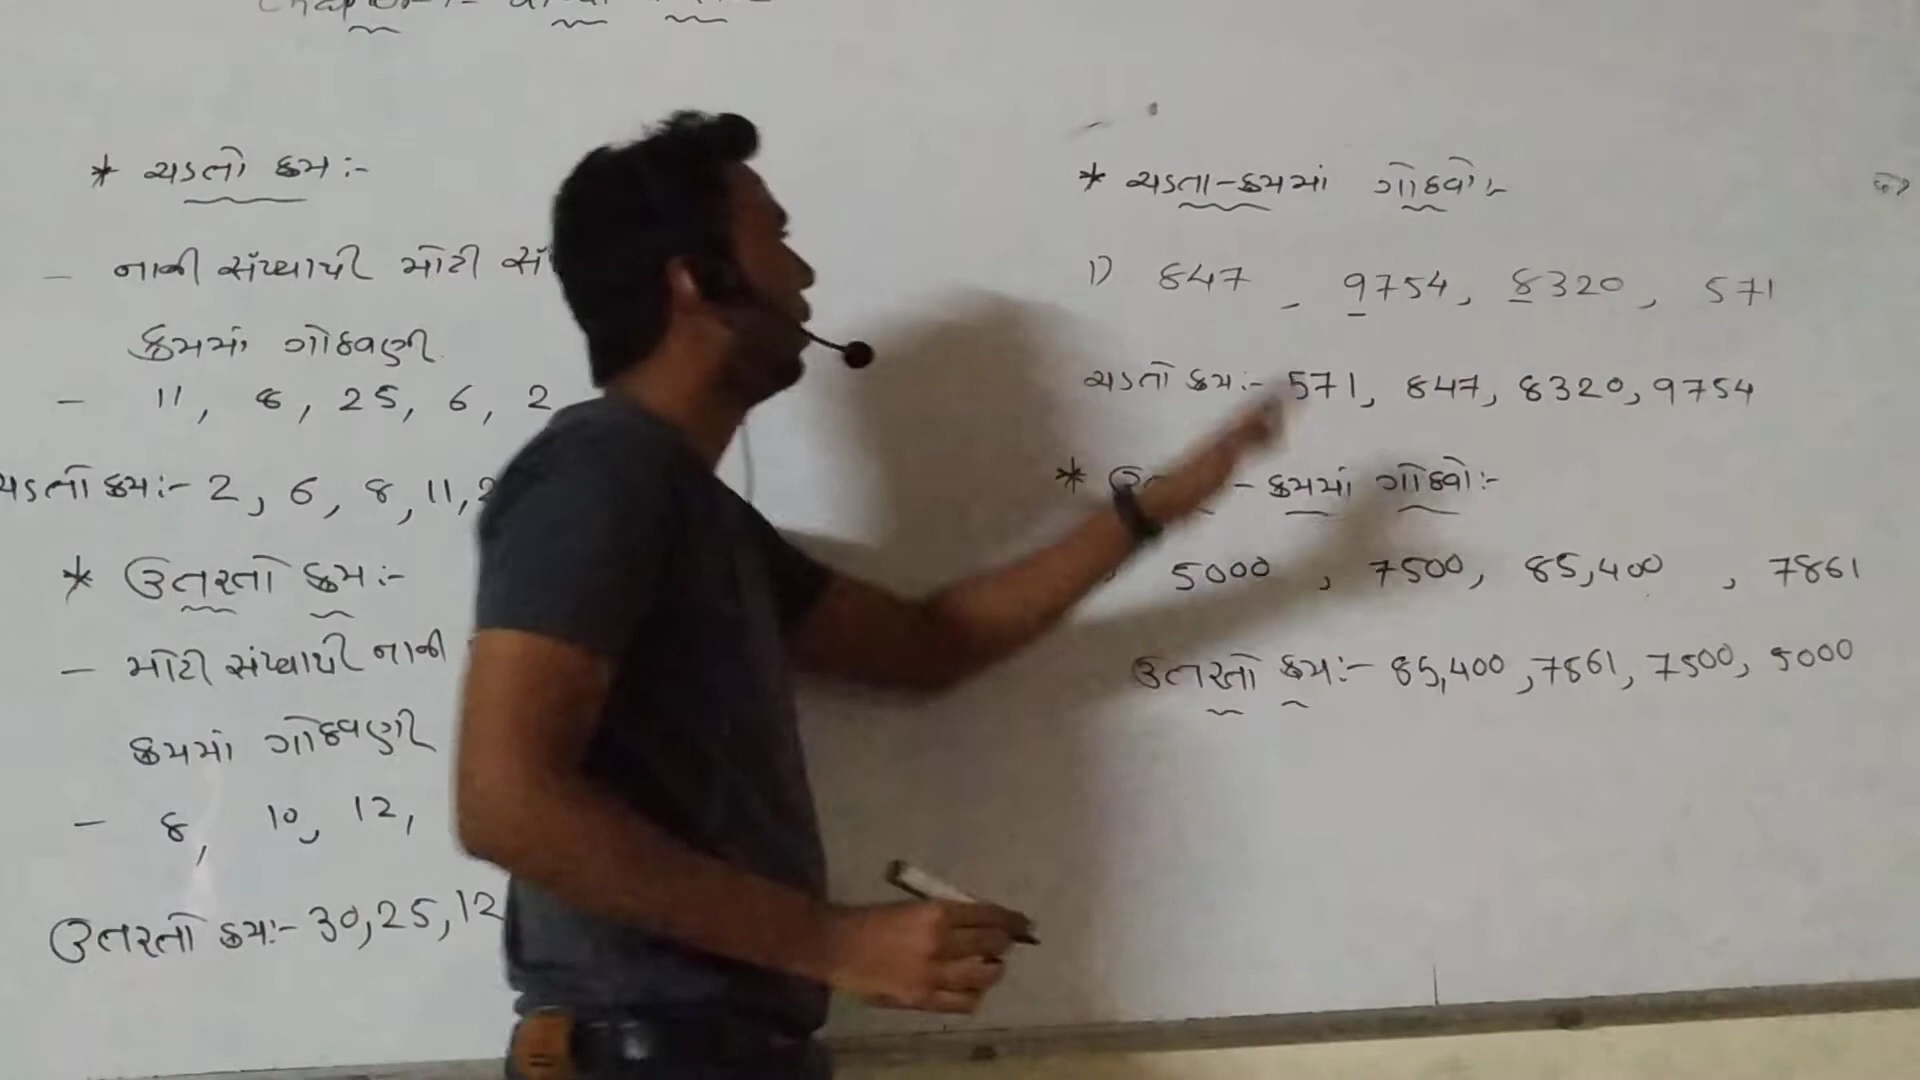 * ચડતો ક્રમ :-
- નાની સંખ્યાથી મોટી
ક્રમમાં ગોઠવણી
- 11, 8, 25, 6, 2
ચડતો ક્રમ :- 2, 6, 8, 11,
* ઉતરતો ક્રમ :-
- મોટી સંખ્યાથી નાની
ક્રમમાં ગોઠવણી
- 8, 10, 12,
ઉતરતો ક્રમ :- 30, 25, 12
* ચડતા-ક્રમમાં ગોઠવો :-
1) 847, 9754, 8320, 571
ચડતો ક્રમ :- 571, 847, 8320, 9754
* - ક્રમમાં ગોઠવો :-
5000, 7500, 85,400, 7861
ઉતરતો ક્રમ :- 85,400, 7861, 7500, 5000